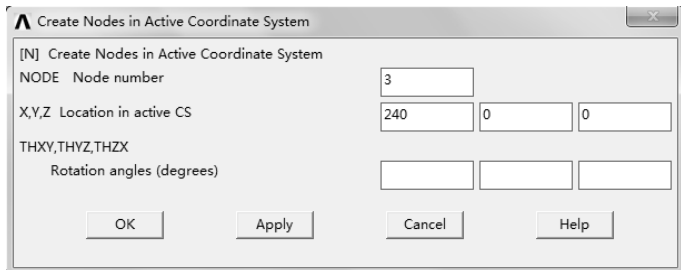 Create Nodes in Active Coordinate System
[N] Create Nodes in Active Coordinate System
NODE Node number 3
X,Y,Z Location in active CS 240 0 0
THXY,THYZ,THZX
Rotation angles (degrees)
OK Apply Cancel Help